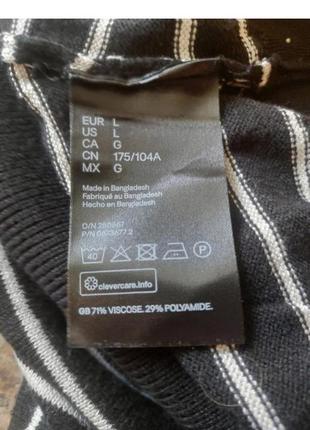 EUR L
US L
CA G
CN 175/104A
MX G
Made in Bangladesh
Fabriqué au Bangladesh
Hecho en Bangladesh
O/N
P/N
40 P
clevercare.info
GB 71% VISCOSE. 29% POLYAMIDE.